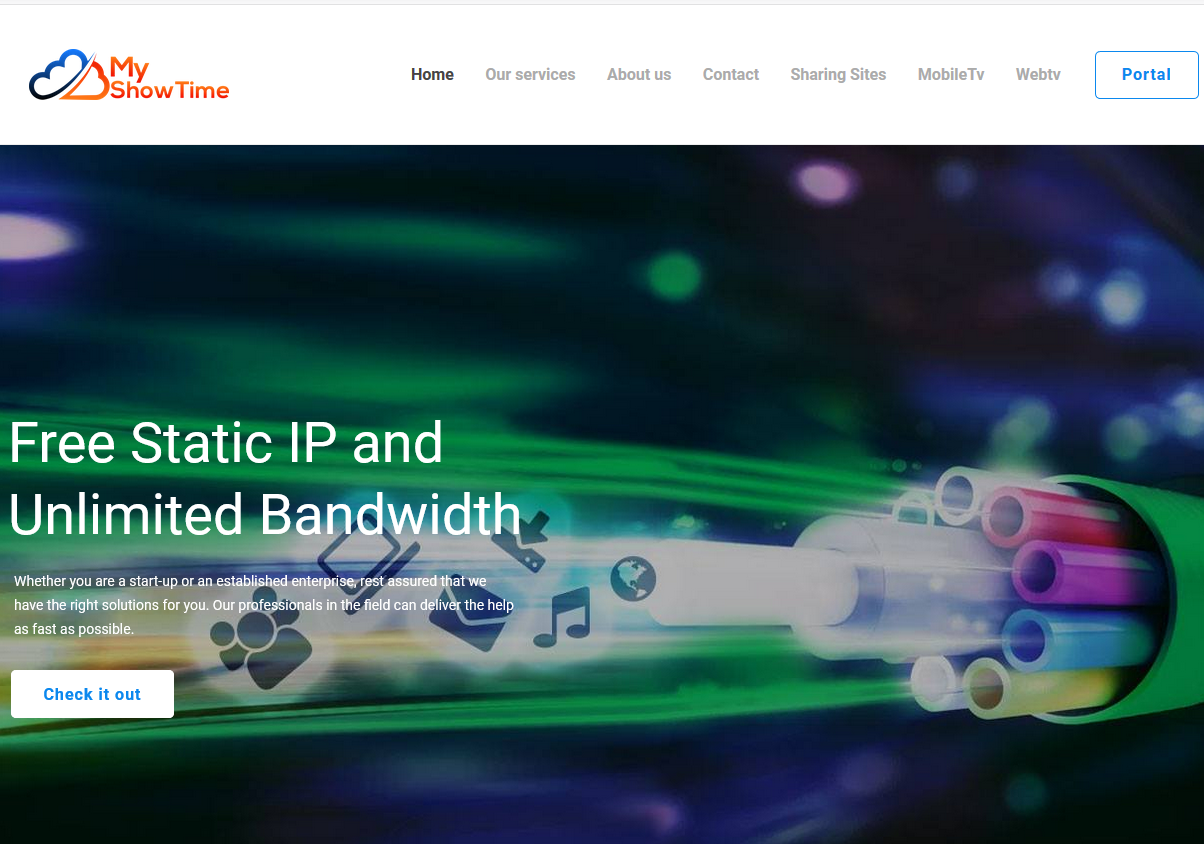 My
ShowTime
Home Our services About us Contact Sharing Sites MobileTv Webtv Portal
Free Static IP and
Unlimited Bandwidth
Whether you are a start-up or an established enterprise, rest assured that we
have the right solutions for you. Our professionals in the field can deliver the help
as fast as possible.
Check it out